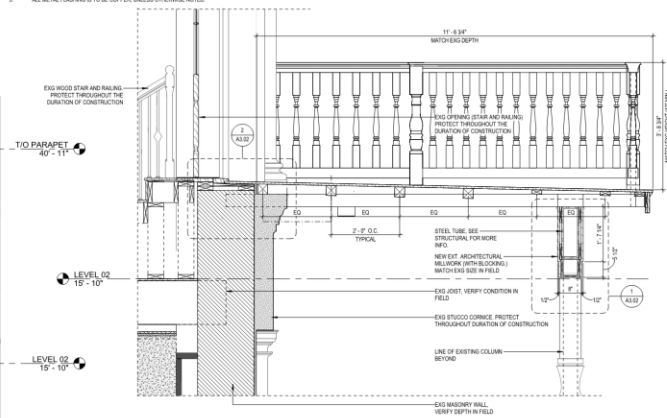 ALL METAL FLASHING IS TO BE COPPER, UNLESS OTHERWISE NOTED.
11' - 6 3/4"
MATCH EXG DEPTH
EXG WOOD STAIR AND RAILING.
PROTECT THROUGHOUT THE
DURATION OF CONSTRUCTION
EXG OPENING (STAIR AND RAILING)
PROTECT THROUGHOUT THE
DURATION OF CONSTRUCTION
2
A3.02
T/O PARAPET
40' - 11"
EQ
EQ
EQ
EQ
EQ
2' - 0" O.C.
TYPICAL
STEEL TUBE, SEE
STRUCTURAL FOR MORE
INFO.
NEW EXT. ARCHITECTURAL
MILLWORK (WITH BLOCKING.)
MATCH EXG SIZE IN FIELD
1' - 7 1/4"
5 1/2"
8"
1/2"
1/2"
1
A3.02
LEVEL 02
15' - 10"
EXG JOIST, VERIFY CONDITION IN
FIELD
EXG STUCCO CORNICE. PROTECT
THROUGHOUT DURATION OF CONSTRUCTION
LINE OF EXISTING COLUMN
BEYOND
LEVEL 02
15' - 10"
EXG MASONRY WALL,
VERIFY DEPTH IN FIELD